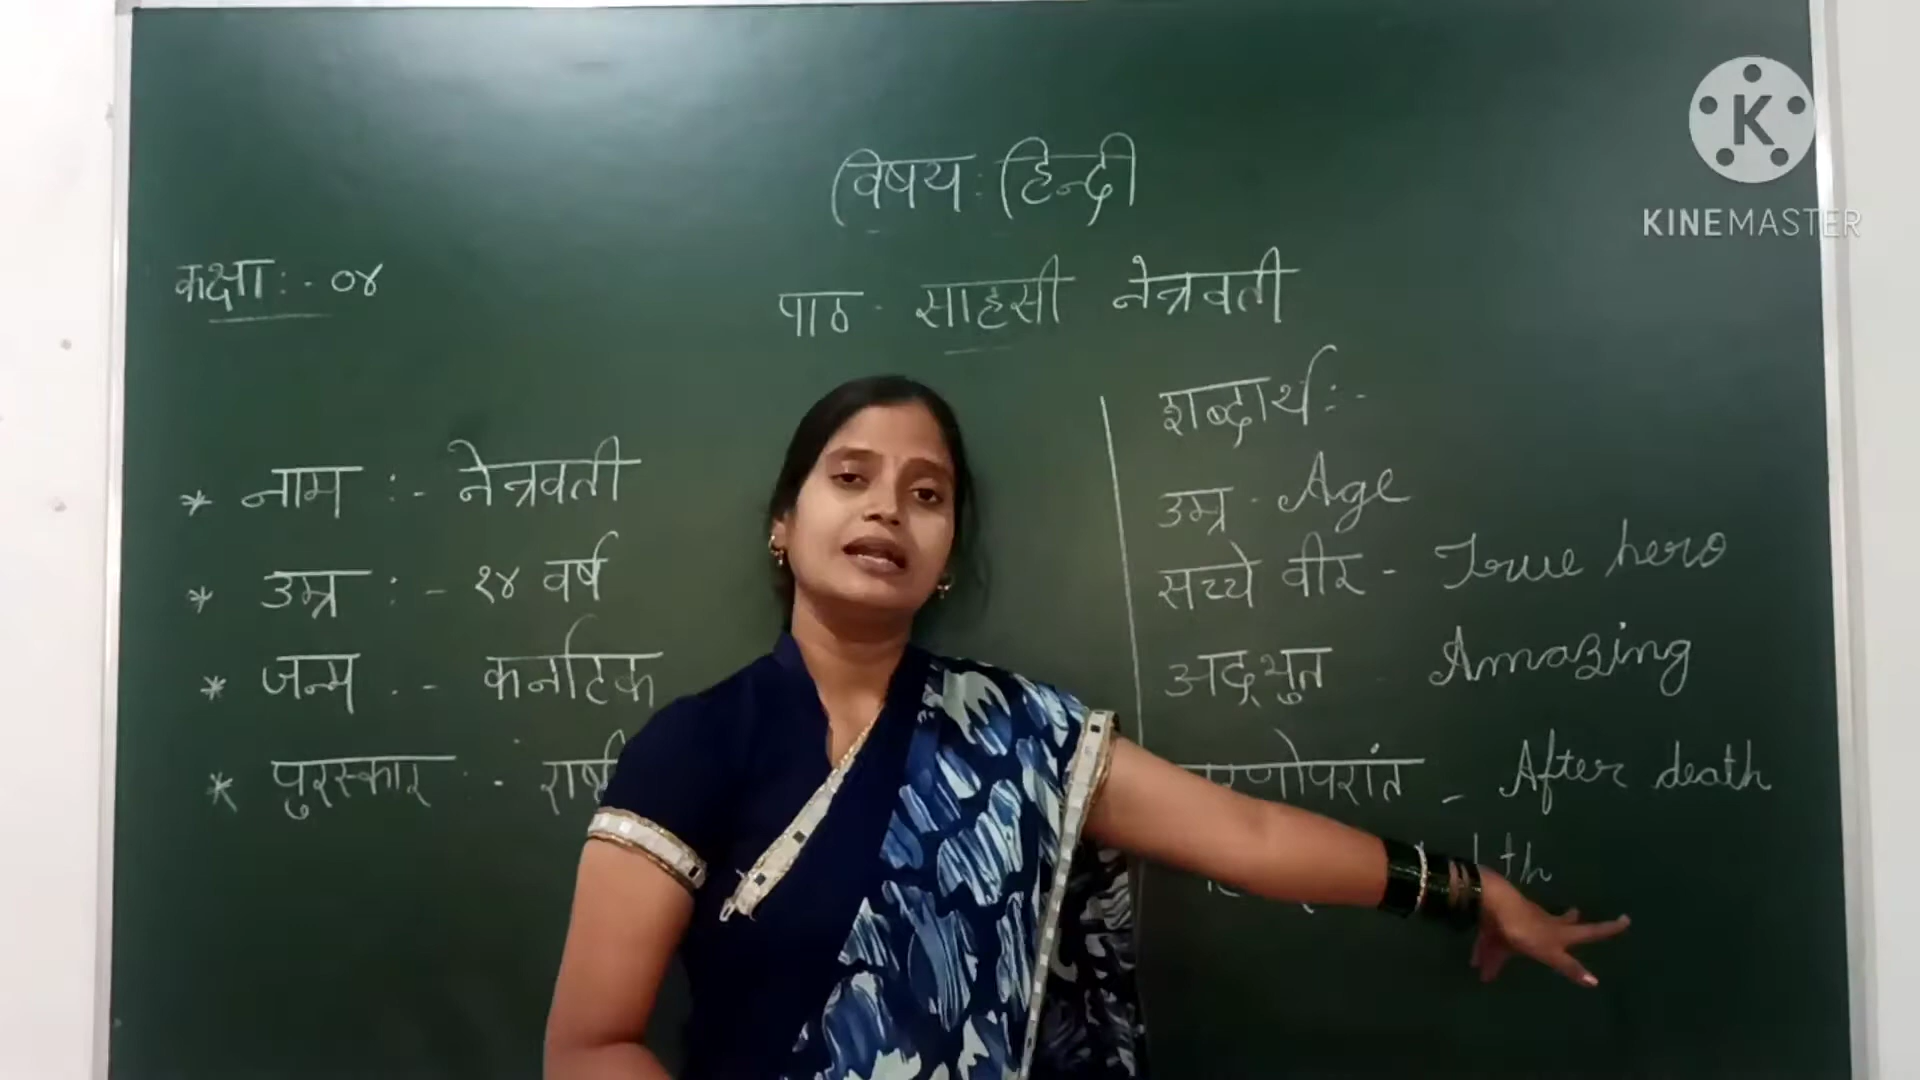 विषय : हिन्दी
कक्षा :- ०४
पाठ - साहसी नेत्रवती
* नाम :- नेत्रवती
* उम्र :- १४ वर्ष
* जन्म :- कर्नाटक
* पुरस्कार :-
शब्दार्थ :-
उम्र - Age
सच्चे वीर - True hero
अद्भुत - Amazing
- After death
KINEMASTER